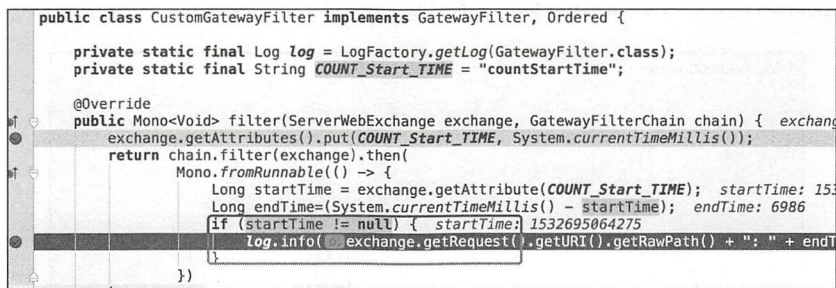 public class CustomGatewayFilter implements GatewayFilter, Ordered {
private static final Log log = LogFactory.getLog(GatewayFilter.class);
private static final String COUNT_Start_TIME = "countStartTime";
@Override
public Mono<Void> filter(ServerWebExchange exchange, GatewayFilterChain chain) { exchang
exchange.getAttributes().put(COUNT_Start_TIME, System.currentTimeMillis());
return chain.filter(exchange).then(
Mono.fromRunnable(() -> {
Long startTime = exchange.getAttribute(COUNT_Start_TIME); startTime: 153
Long endTime=(System.currentTimeMillis() - startTime); endTime: 6986
if (startTime != null) { startTime: 1532695064275
log.info( exchange.getRequest().getURI().getRawPath() + ": " + endT
}
})